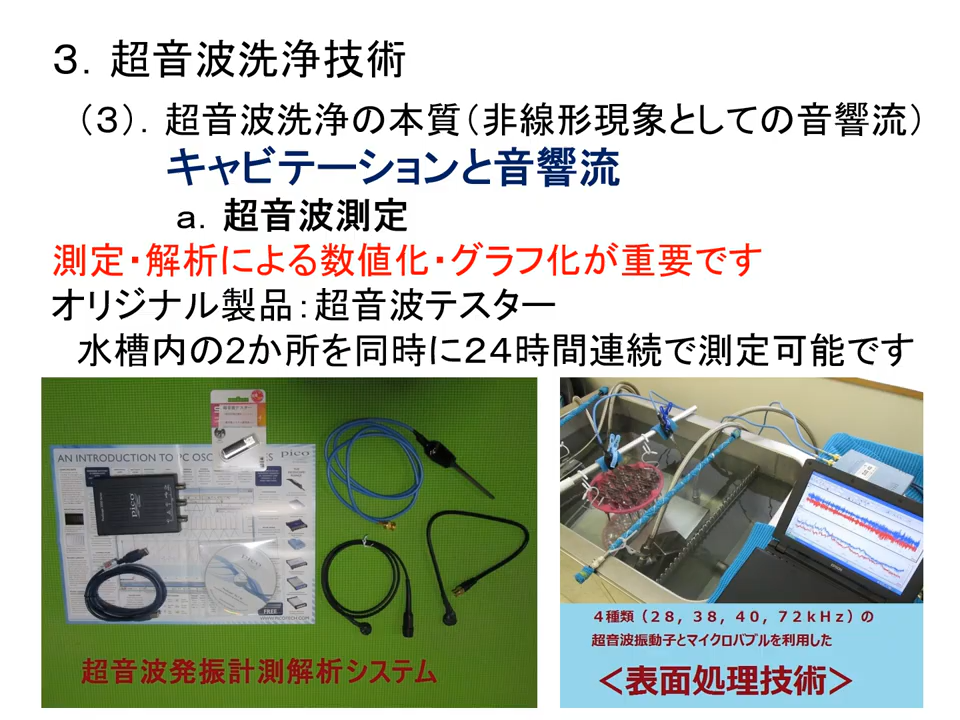 ３．超音波洗浄技術
（３）．超音波洗浄の本質（非線形現象としての音響流）
キャビテーションと音響流
ａ．超音波測定
測定・解析による数値化・グラフ化が重要です
オリジナル製品：超音波テスター
水槽内の2か所を同時に２４時間連続で測定可能です
AN INTRODUCTION TO PC OSC
pico
pico
FREE
超音波発振計測解析システム
４種類（２８，３８，４０，７２ｋＨｚ）の
超音波振動子とマイクロバブルを利用した
＜表面処理技術＞